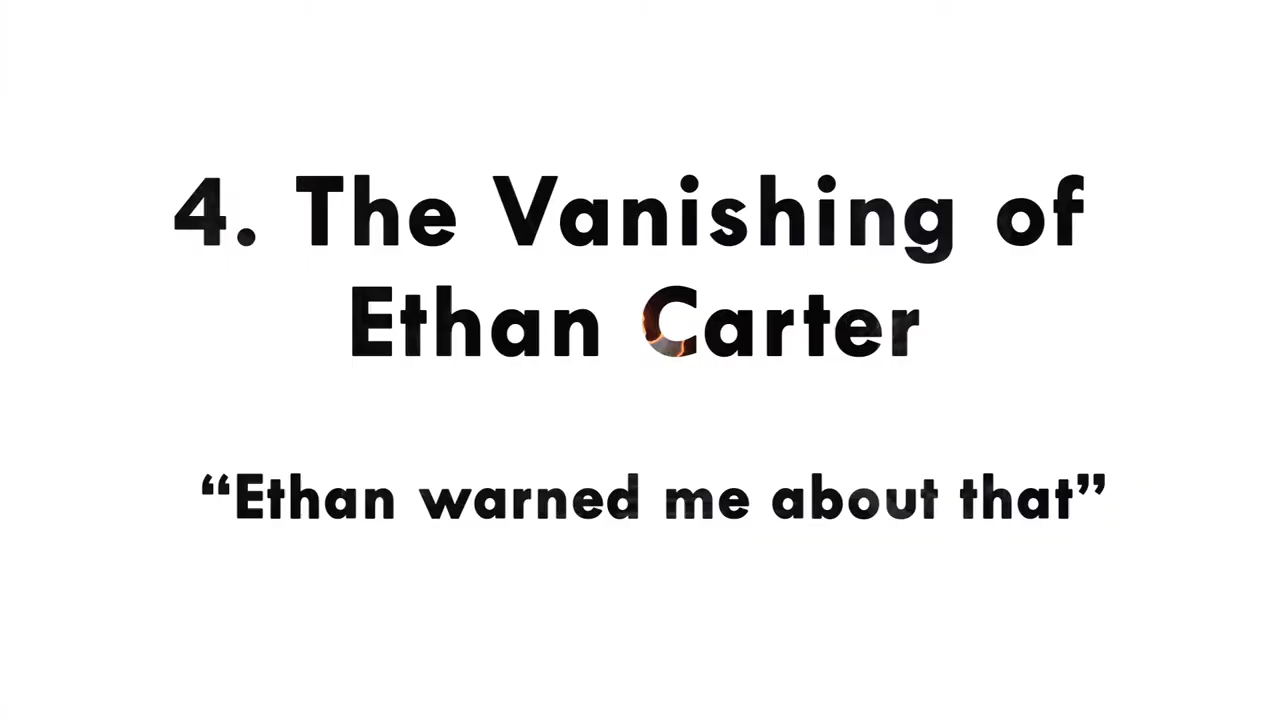 4. The Vanishing of
Ethan Carter
“Ethan warned me about that”